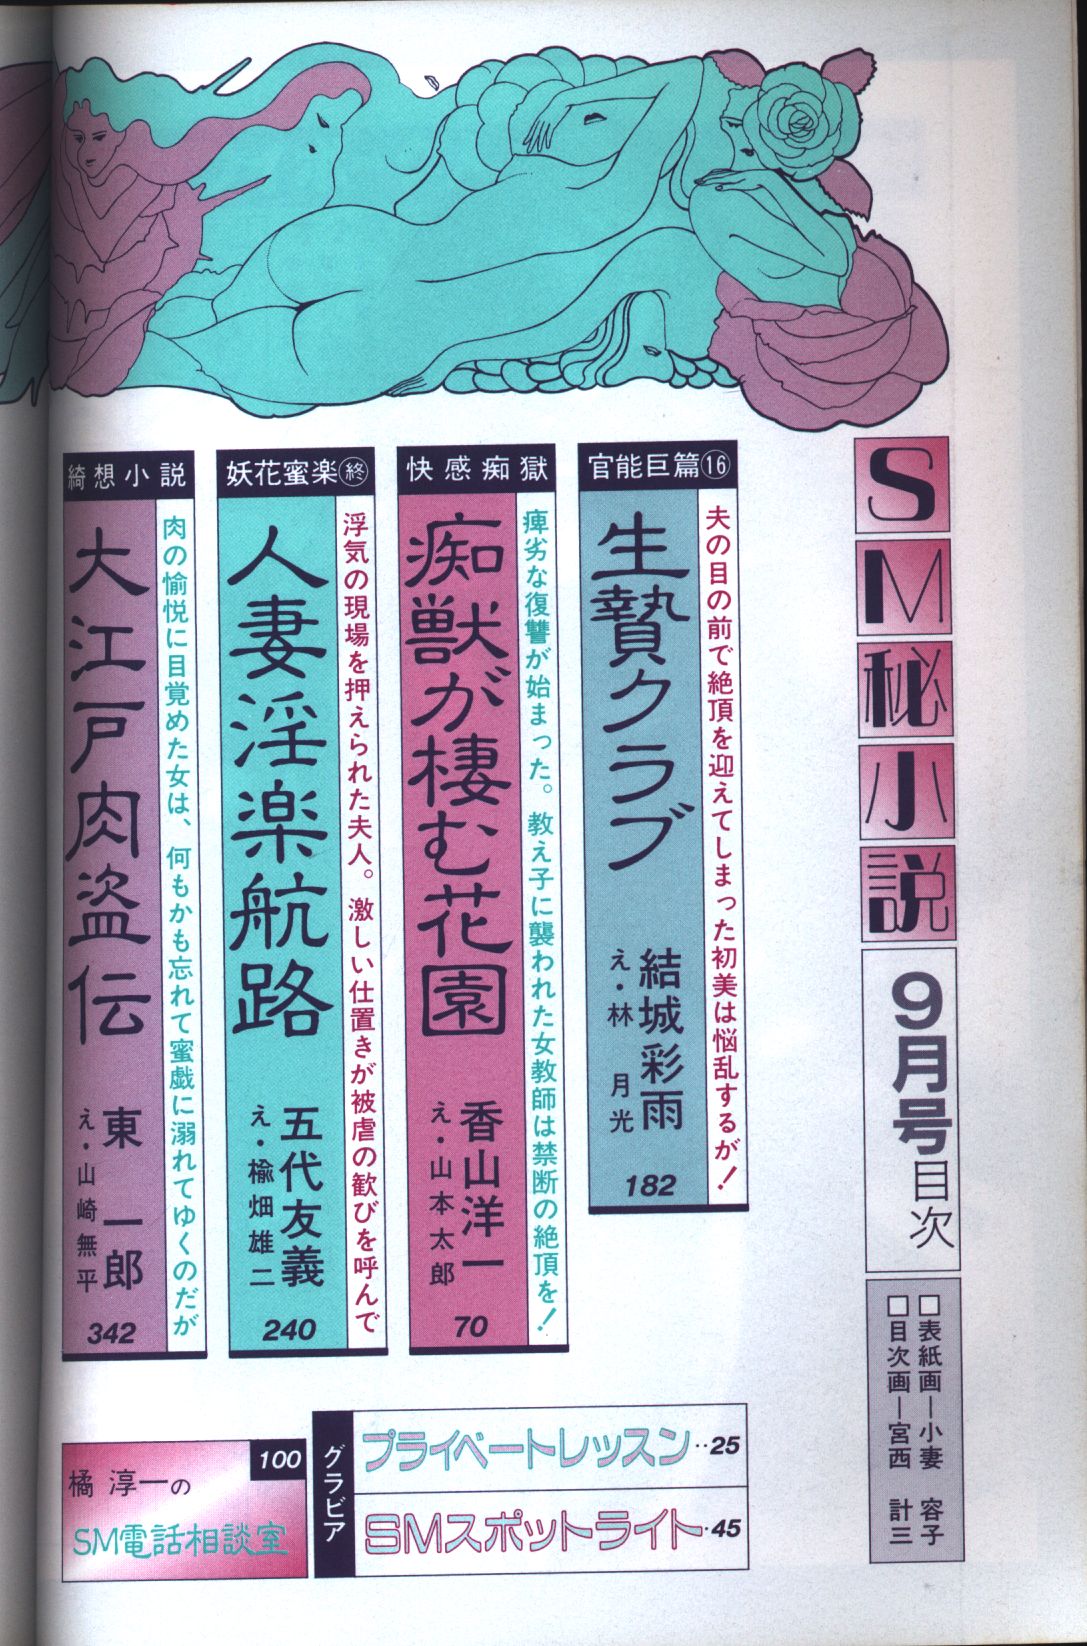 SM秘小説
9月号目次
□表紙画ー小妻 容子
□目次画ー宮西 計三
官能巨篇⑯
夫の目の前で絶頂を迎えてしまった初美は悩乱するが!
生贄クラブ
結城彩雨
え・林 月光
182
快感痴獄
痺劣な復讐が始まった。教え子に襲われた女教師は禁断の絶頂を!
痴獣が棲む花園
香山洋一
え・山本太郎
70
妖花蜜楽㊡
浮気の現場を押えられた夫人。激しい仕置きが被虐の歓びを呼んで
人妻淫楽航路
五代友義
え・楡畑雄二
240
綺想小説
肉の愉悦に目覚めた女は、何もかも忘れて蜜戯に溺れてゆくのだが
大江戸肉盗伝
東 一郎
え・山崎無平
342
グラビア
プライベートレッスン‥25
SMスポットライト・45
100
橘 淳一の
SM電話相談室